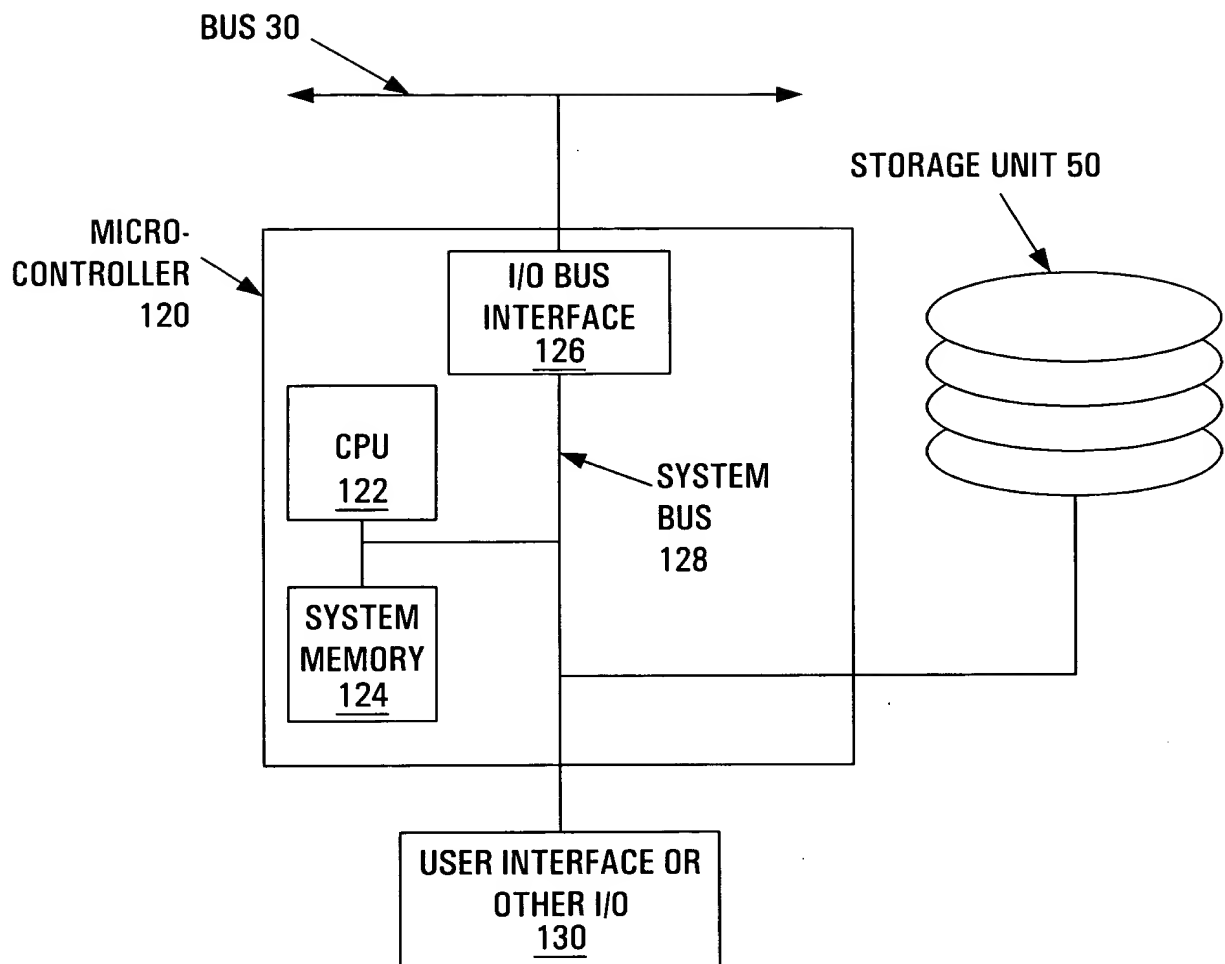 BUS 30
STORAGE UNIT 50
MICRO-
CONTROLLER
120
I/O BUS
INTERFACE
126
CPU
122
SYSTEM
BUS
128
SYSTEM
MEMORY
124
USER INTERFACE OR
OTHER I/O
130